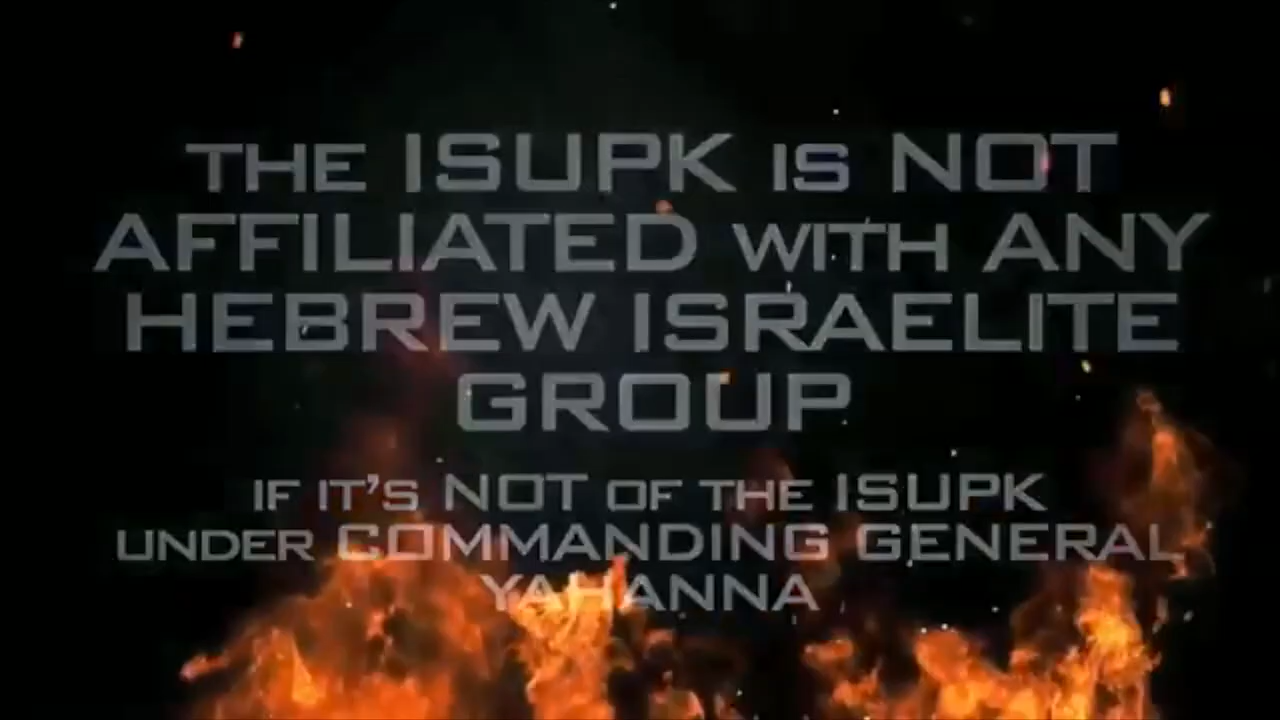 THE ISUPK IS NOT
AFFILIATED WITH ANY
HEBREW ISRAELITE
GROUP
IF IT'S NOT OF THE ISUPK
UNDER COMMANDING GENERAL
YAHANNA